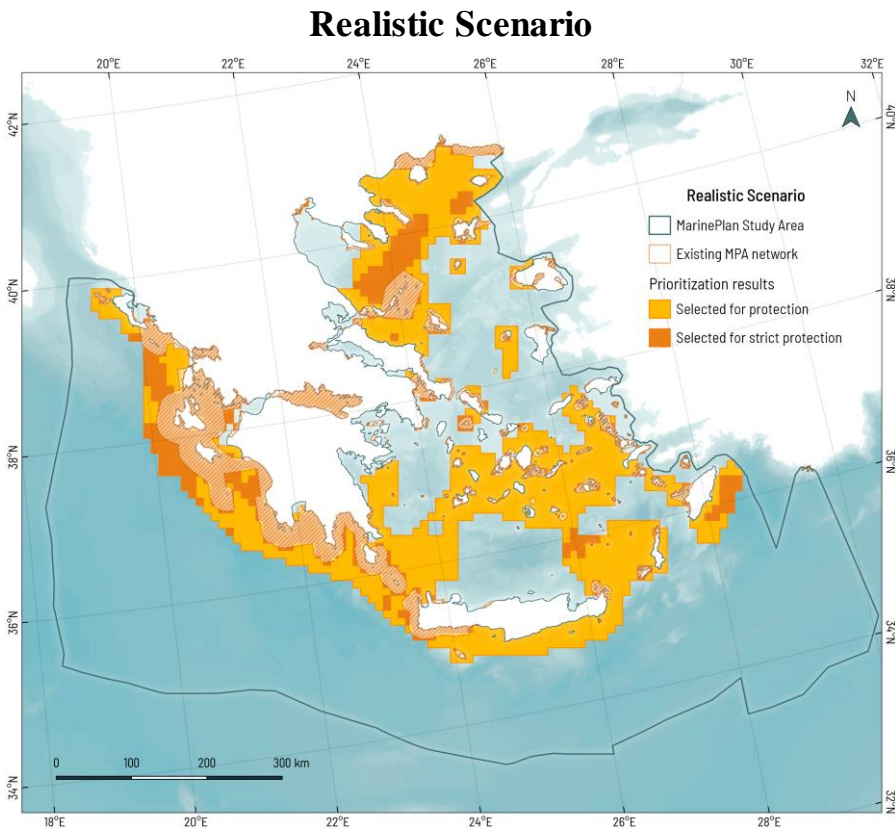 Realistic Scenario
20°E 22°E 24°E 26°E 28°E 30°E 32°E
42°N
40°N
N
Realistic Scenario
MarinePlan Study Area
Existing MPA network
Prioritization results
Selected for protection
Selected for strict protection
40°N
38°N
38°N
36°N
36°N
34°N
0 100 200 300 km
34°N
32°N
18°E 20°E 22°E 24°E 26°E 28°E